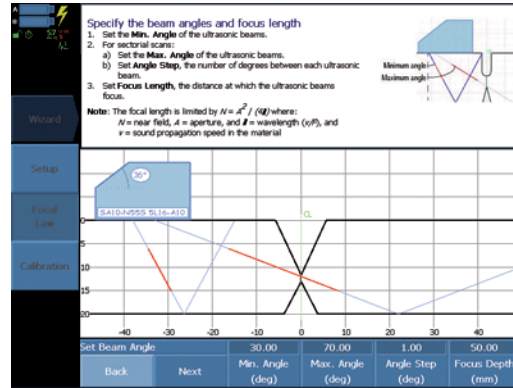 Specify the beam angles and focus length
1. Set the Min. Angle of the ultrasonic beams.
2. For sectorial scans:
a) Set the Max. Angle of the ultrasonic beams.
b) Set Angle Step, the number of degrees between each ultrasonic
beam.
3. Set Focus Length, the distance at which the ultrasonic beams
focus.
Note: The focal length is limited by N = A² / (4λ) where:
N = near field, A = aperture, and λ = wavelength (v/F), and
v = sound propagation speed in the material
Minimum angle
Maximum angle
Wizard
Setup
Focal
Law
Calibration
36°
SA10-N55S 5L16-A10
CL
0
5
10
15
20
-40 -30 -20 -10 0 10 20 30 40
Set Beam Angle 30.00 70.00 1.00 50.00
Back Next Min. Angle (deg) Max. Angle (deg) Angle Step (deg) Focus Depth (mm)